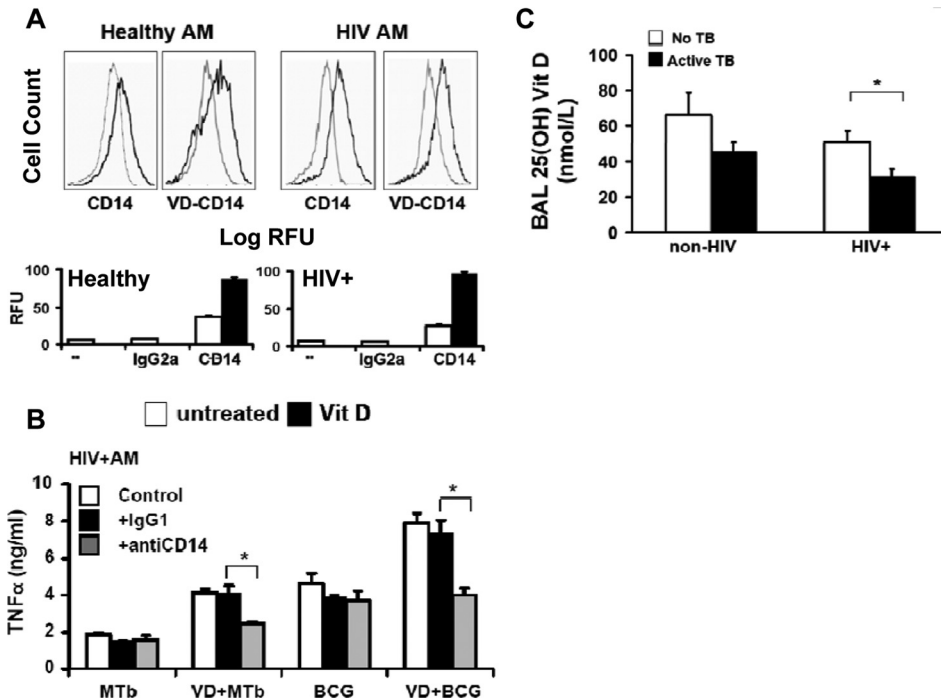 A
Healthy AM HIV AM
Cell Count
CD14 VD-CD14 CD14 VD-CD14
Log RFU
RFU
100
50
0
Healthy
-- IgG2a CD14
100
50
0
HIV+
-- IgG2a CD14
untreated Vit D
B
HIV+AM
TNFα (ng/ml)
10
8
6
4
2
0
Control
+IgG1
+antiCD14
*
*
MTb VD+MTb BCG VD+BCG
C
BAL 25(OH) Vit D
(nmol/L)
100
80
60
40
20
0
No TB
Active TB
*
non-HIV HIV+